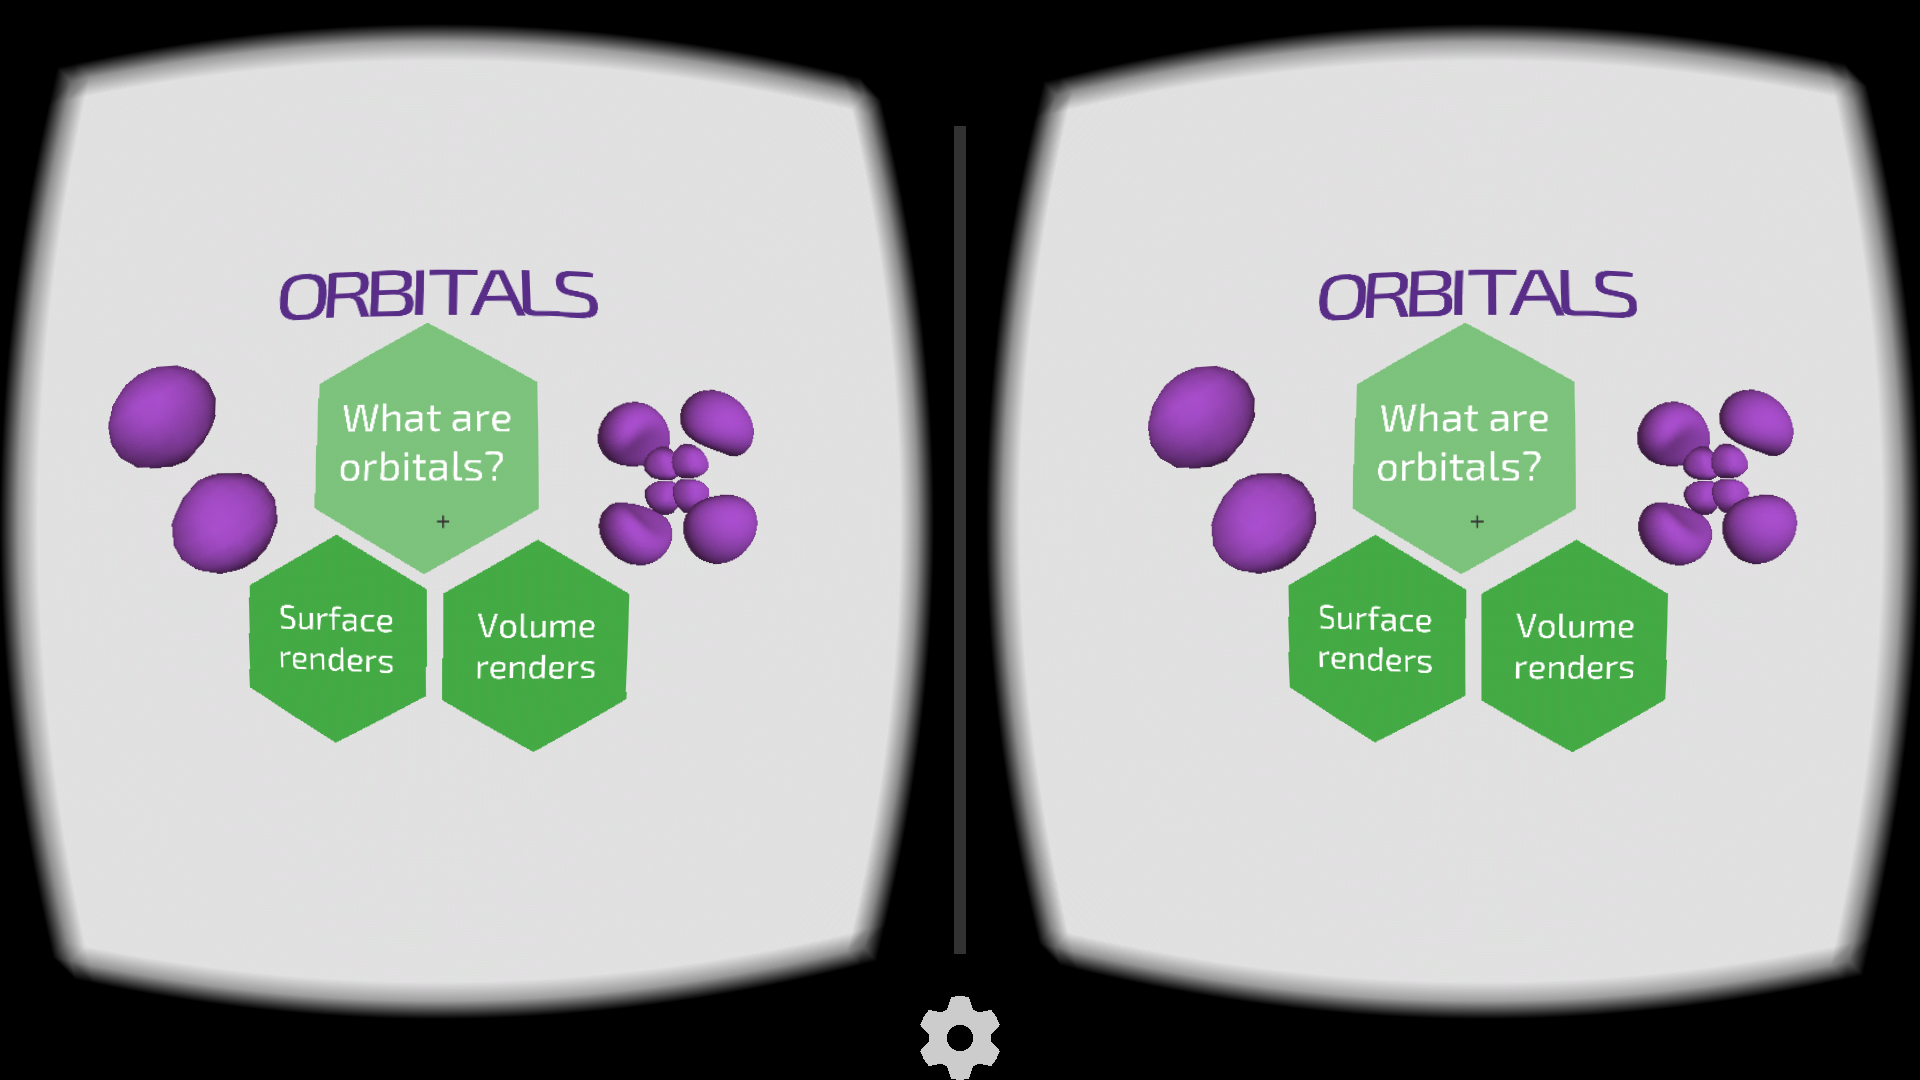 ORBITALS
What are
orbitals?
Surface
renders
Volume
renders
ORBITALS
What are
orbitals?
Surface
renders
Volume
renders